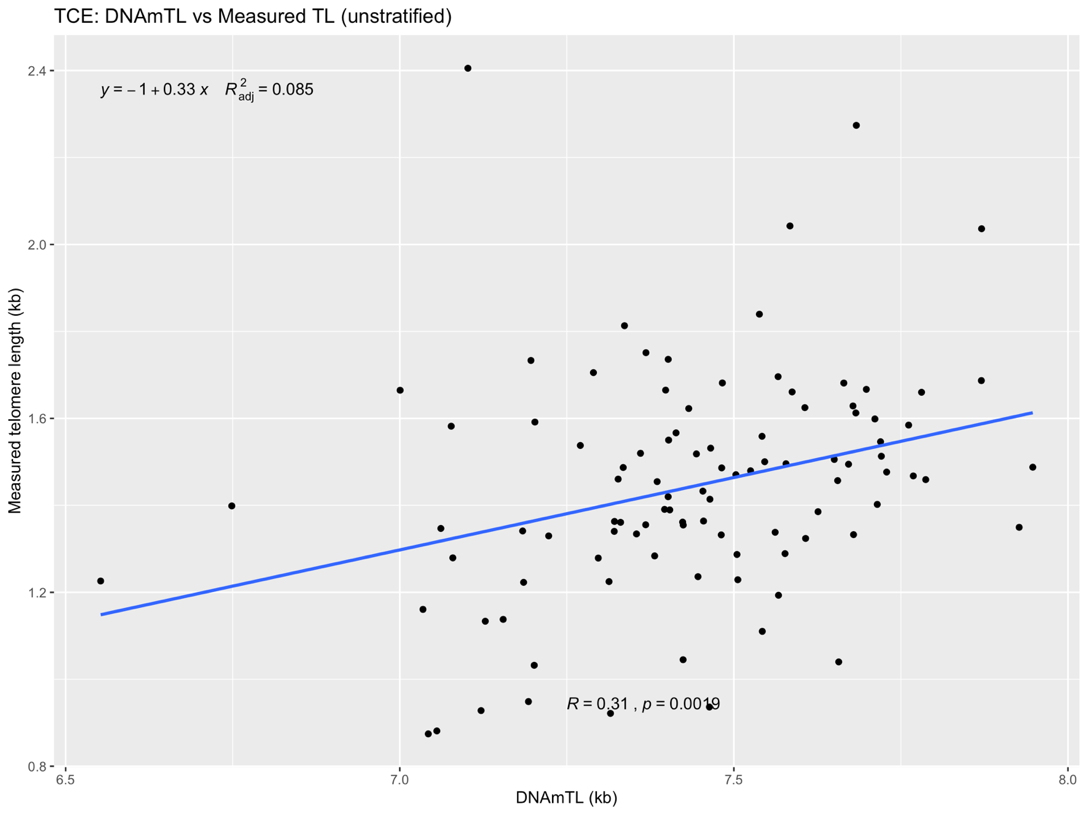 TCE: DNAmTL vs Measured TL (unstratified)
2.4
y = − 1 + 0.33 x R²adj = 0.085
2.0
Measured telomere length (kb)
1.6
1.2
R = 0.31 , p = 0.0019
0.8
6.5 7.0 7.5 8.0
DNAmTL (kb)